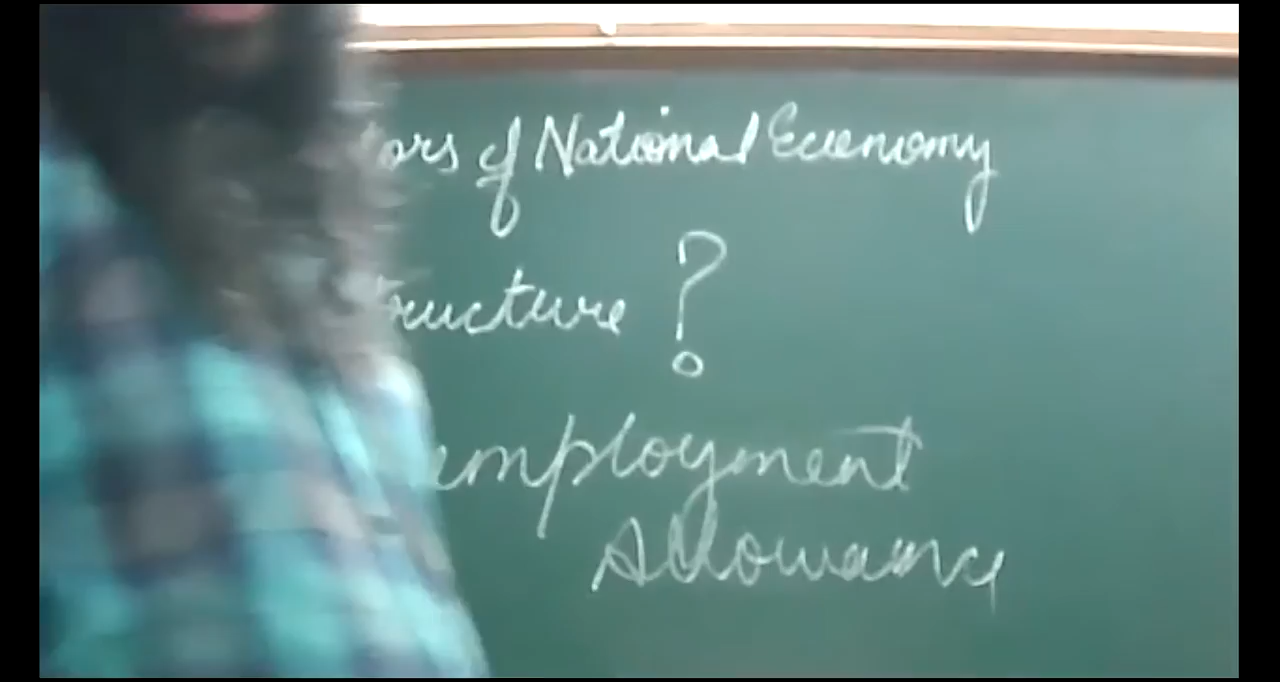 ors of National Economy
ructure ?
employment
Allowance